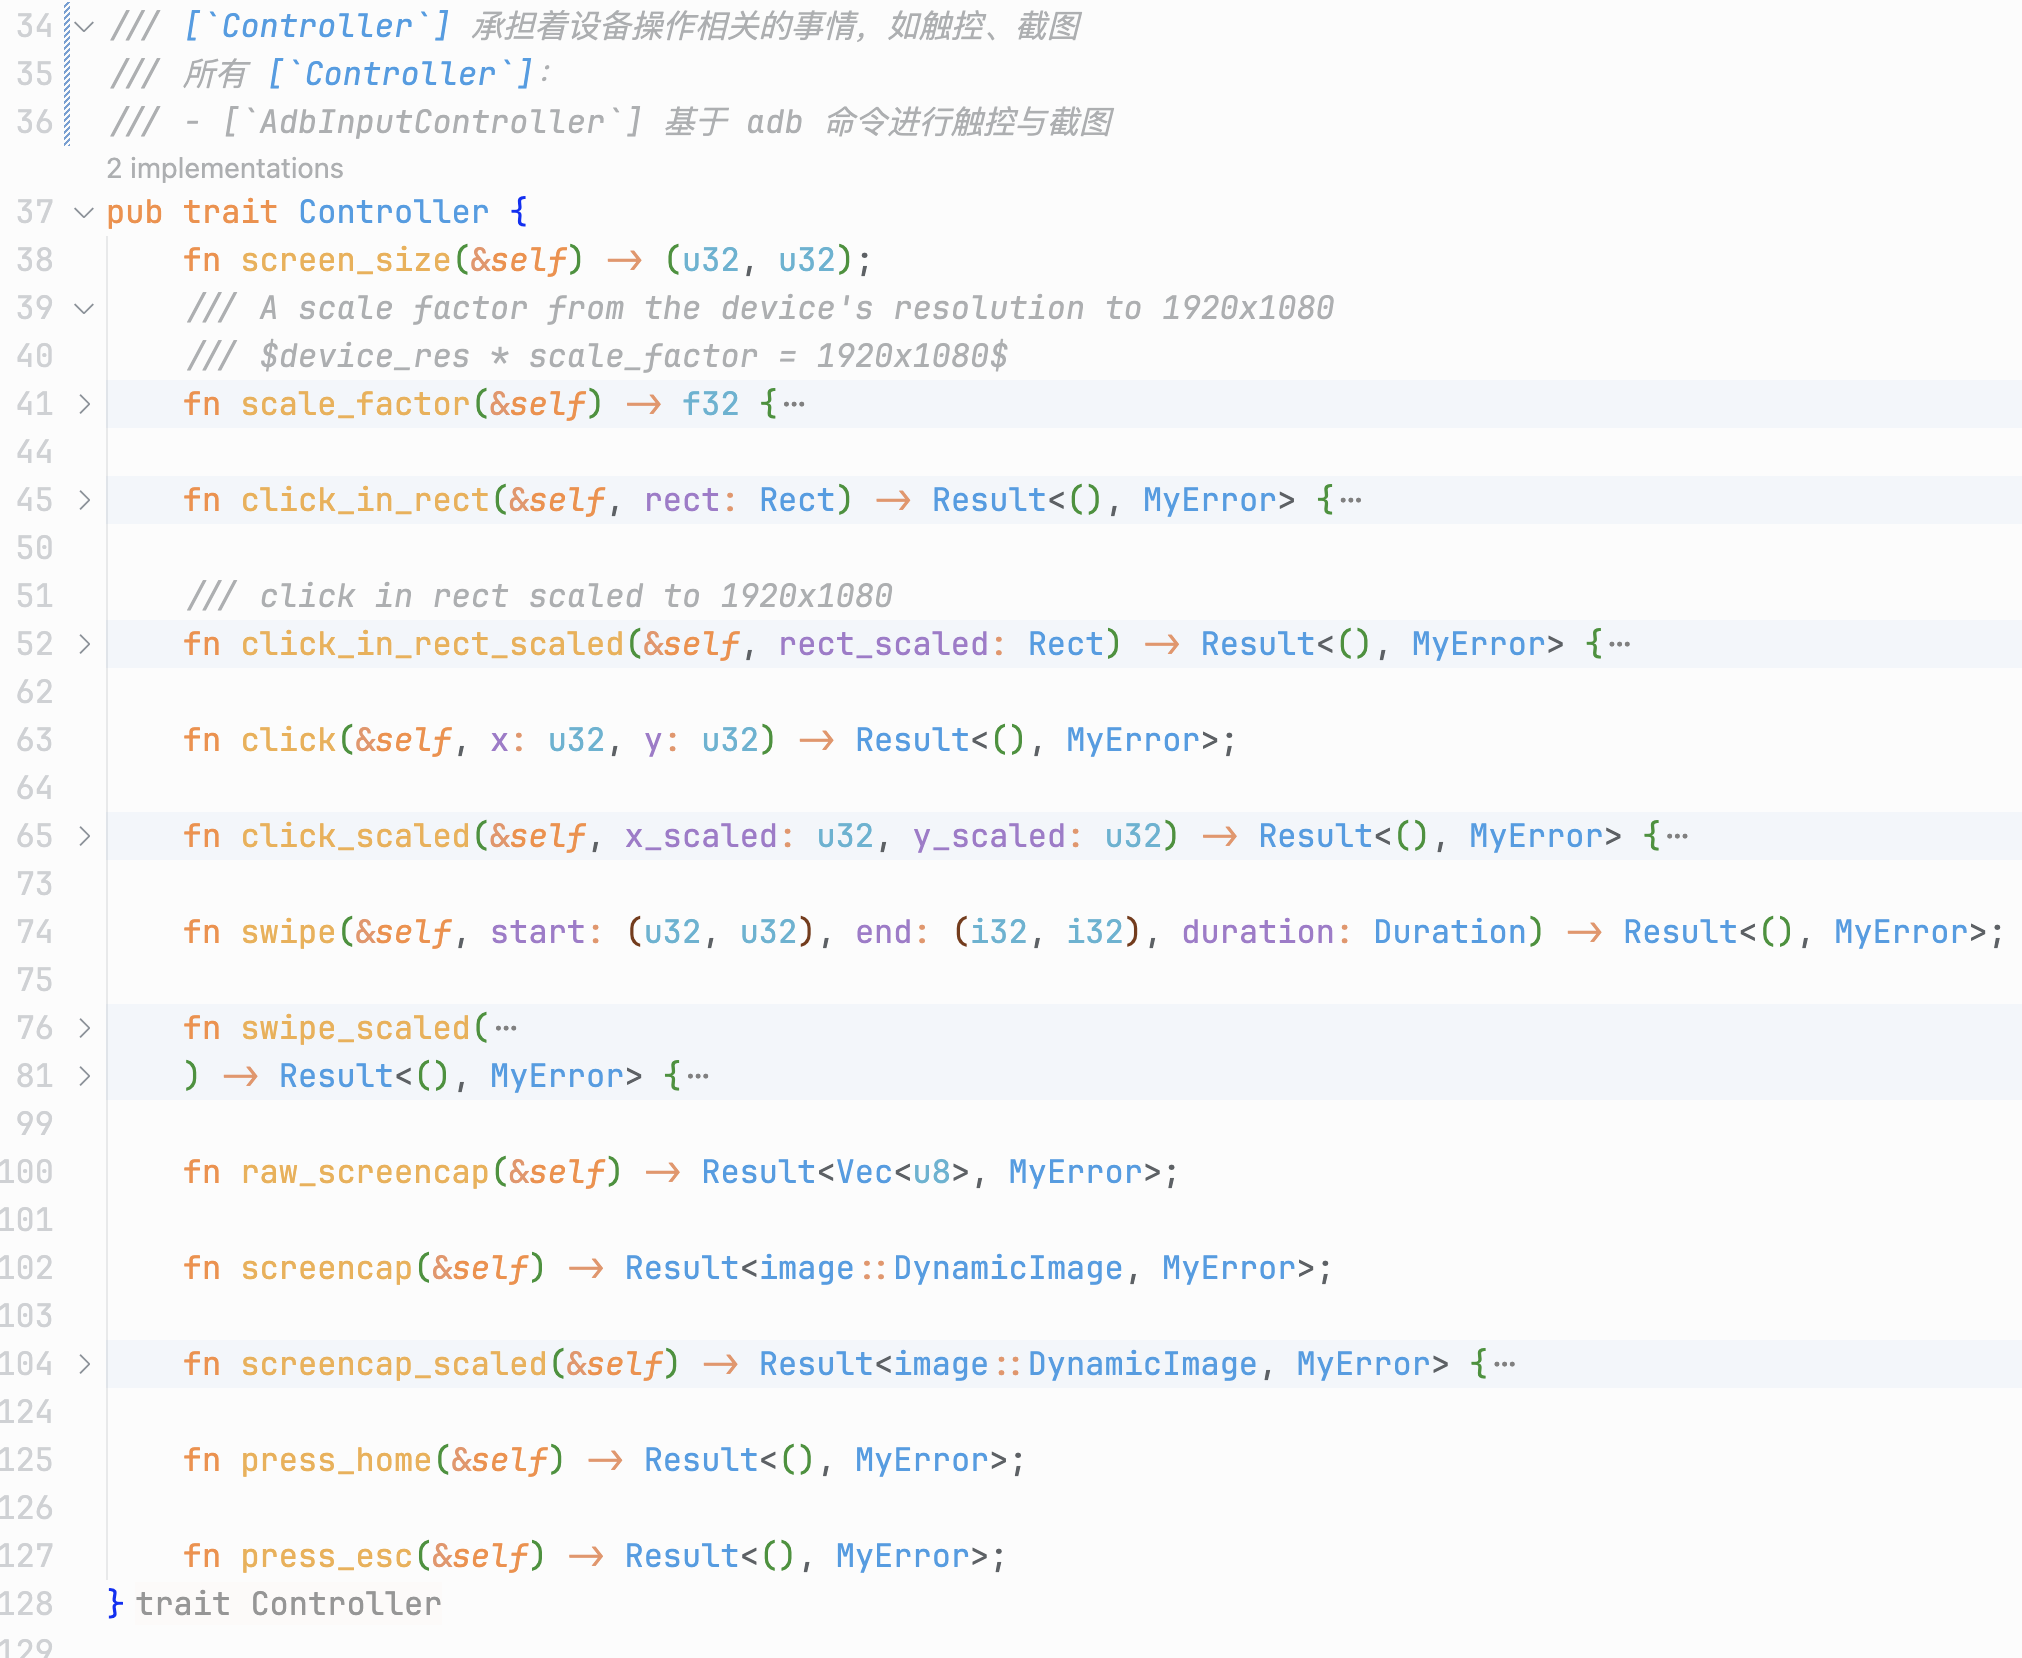 34 /// [`Controller`] 承担着设备操作相关的事情，如触控、截图
35 /// 所有 [`Controller`]：
36 /// - [`AdbInputController`] 基于 adb 命令进行触控与截图
2 implementations
37 pub trait Controller {
38 fn screen_size(&self) -> (u32, u32);
39 /// A scale factor from the device's resolution to 1920x1080
40 /// $device_res * scale_factor = 1920x1080$
41 fn scale_factor(&self) -> f32 {⋯
44
45 fn click_in_rect(&self, rect: Rect) -> Result<(), MyError> {⋯
50
51 /// click in rect scaled to 1920x1080
52 fn click_in_rect_scaled(&self, rect_scaled: Rect) -> Result<(), MyError> {⋯
62
63 fn click(&self, x: u32, y: u32) -> Result<(), MyError>;
64
65 fn click_scaled(&self, x_scaled: u32, y_scaled: u32) -> Result<(), MyError> {⋯
73
74 fn swipe(&self, start: (u32, u32), end: (i32, i32), duration: Duration) -> Result<(), MyError>;
75
76 fn swipe_scaled(⋯
81 ) -> Result<(), MyError> {⋯
99
100 fn raw_screencap(&self) -> Result<Vec<u8>, MyError>;
101
102 fn screencap(&self) -> Result<image::DynamicImage, MyError>;
103
104 fn screencap_scaled(&self) -> Result<image::DynamicImage, MyError> {⋯
124
125 fn press_home(&self) -> Result<(), MyError>;
126
127 fn press_esc(&self) -> Result<(), MyError>;
128 } trait Controller
129